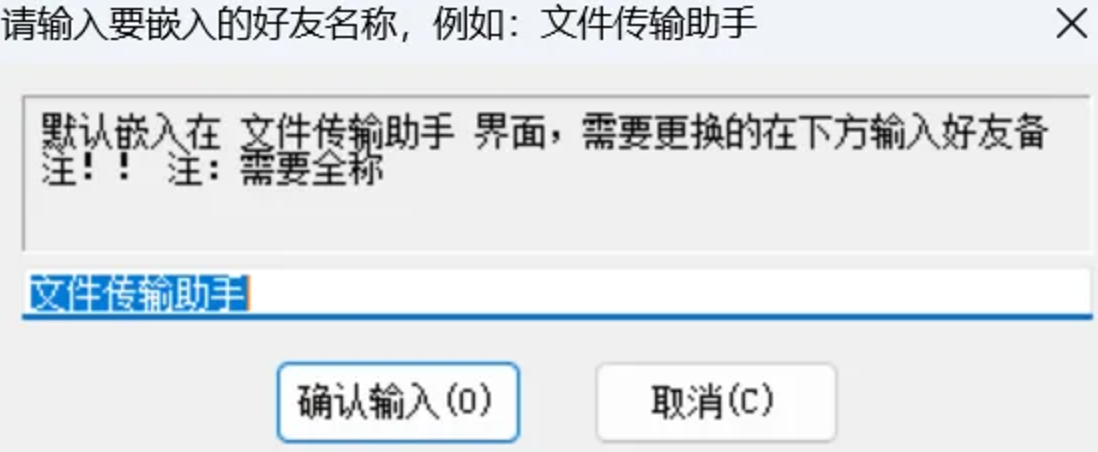 请输入要嵌入的好友名称，例如：文件传输助手
默认嵌入在 文件传输助手 界面，需要更换的在下方输入好友备
注！！ 注：需要全称
文件传输助手
确认输入(O)
取消(C)